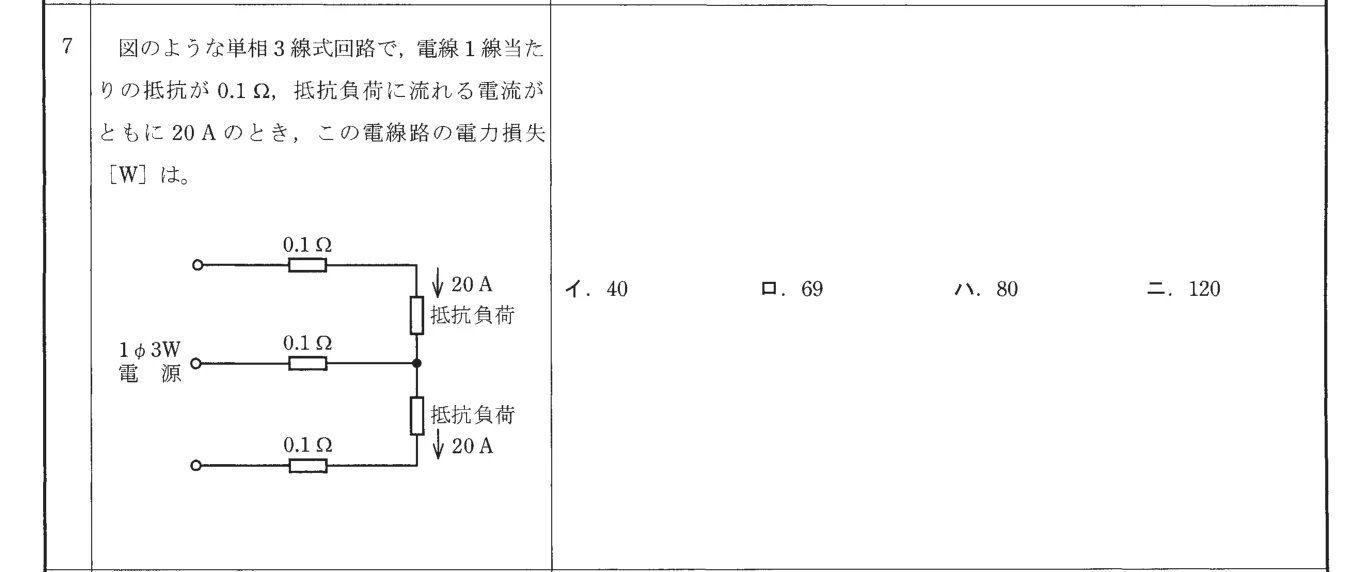 7
図のような単相3線式回路で，電線1線当た
りの抵抗が 0.1 Ω，抵抗負荷に流れる電流が
ともに 20 A のとき，この電線路の電力損失
［W］は。
0.1 Ω
20 A
抵抗負荷
0.1 Ω
1φ3W
電 源
抵抗負荷
20 A
0.1 Ω
イ．40 ロ．69 ハ．80 ニ．120